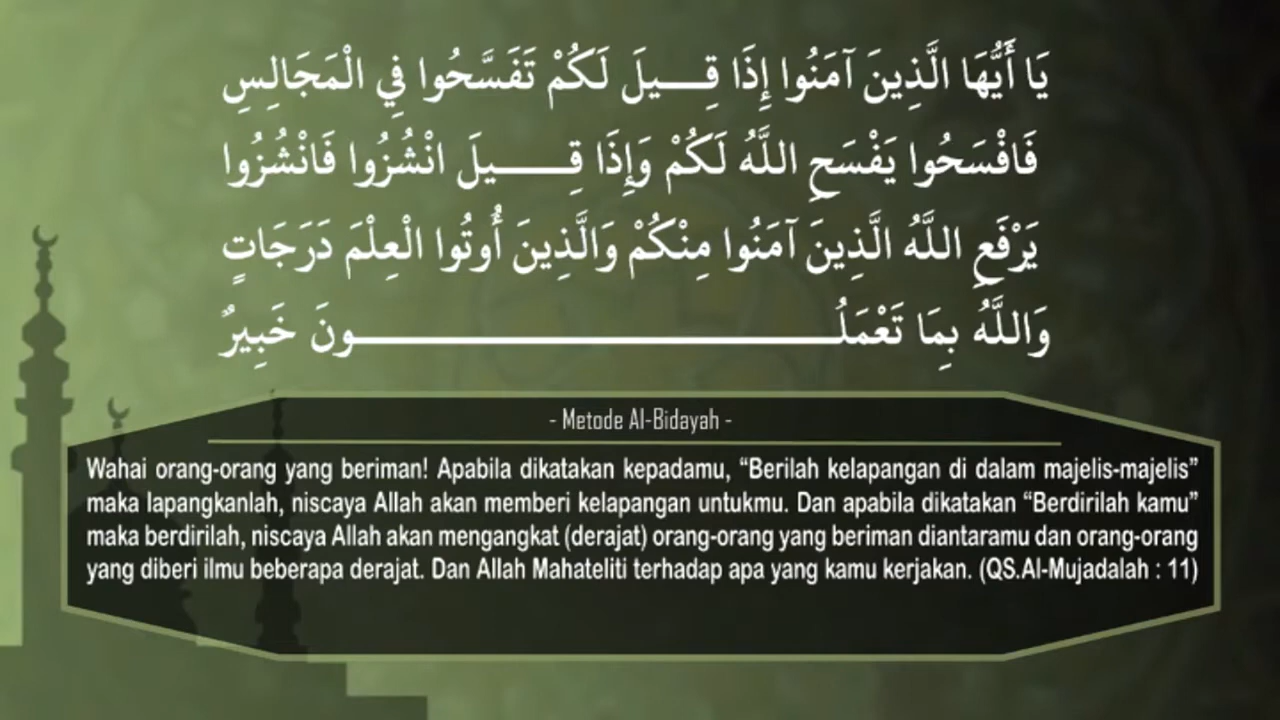 يَا أَيُّهَا الَّذِينَ آمَنُوا إِذَا قِـــيلَ لَكُمْ تَفَسَّحُوا فِي الْمَجَالِسِ
فَافْسَحُوا يَفْسَحِ اللَّهُ لَكُمْ وَإِذَا قِـــــيلَ انْشُزُوا فَانْشُزُوا
يَرْفَعِ اللَّهُ الَّذِينَ آمَنُوا مِنْكُمْ وَالَّذِينَ أُوتُوا الْعِلْمَ دَرَجَاتٍ
وَاللَّهُ بِمَا تَعْمَلُــــــــــــــــــــــــــــــــــونَ خَبِيرٌ
- Metode Al-Bidayah -
Wahai orang-orang yang beriman! Apabila dikatakan kepadamu, “Berilah kelapangan di dalam majelis-majelis”
maka lapangkanlah, niscaya Allah akan memberi kelapangan untukmu. Dan apabila dikatakan “Berdirilah kamu”
maka berdirilah, niscaya Allah akan mengangkat (derajat) orang-orang yang beriman diantaramu dan orang-orang
yang diberi ilmu beberapa derajat. Dan Allah Mahateliti terhadap apa yang kamu kerjakan. (QS.Al-Mujadalah : 11)